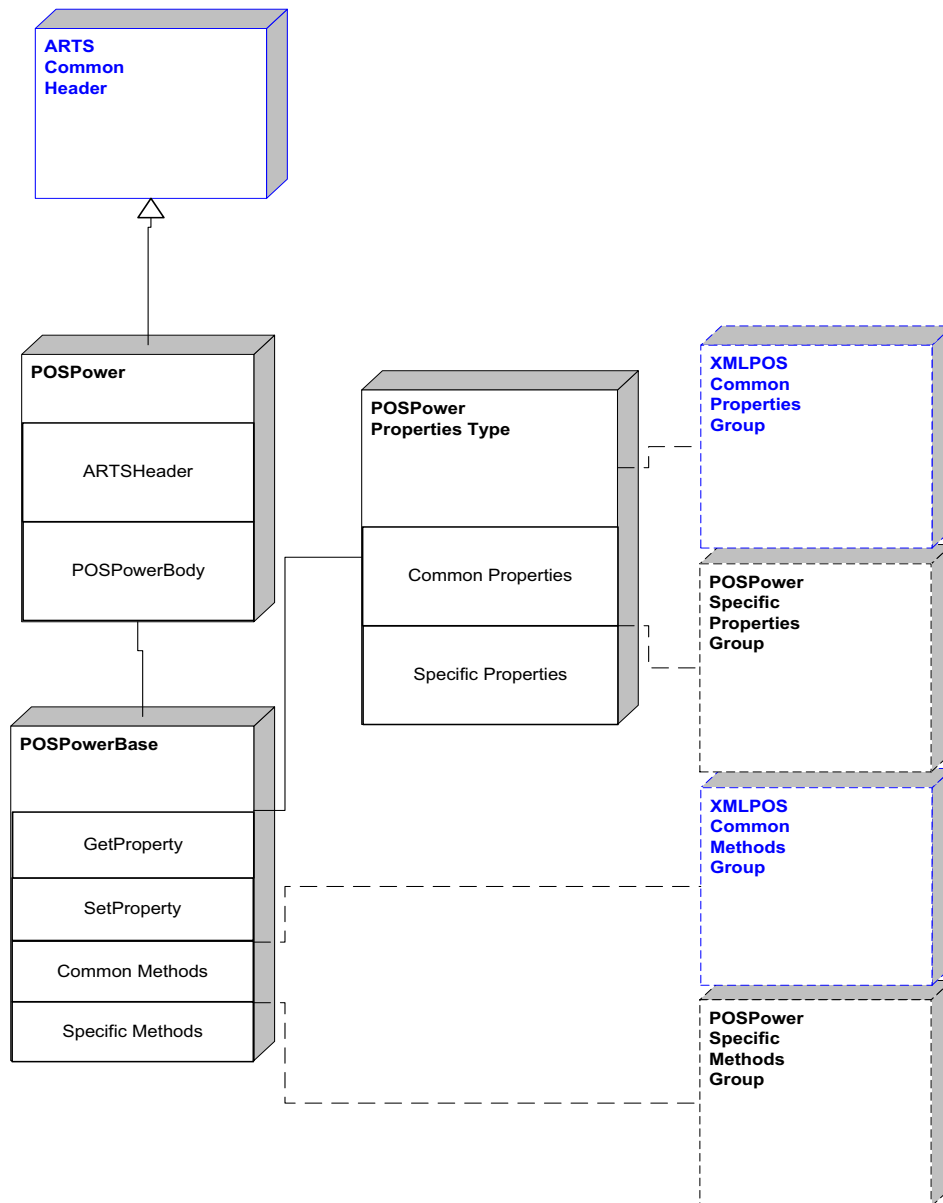 ARTS
Common
Header
POSPower
ARTSHeader
POSPowerBody
POSPower
Properties Type
Common Properties
Specific Properties
XMLPOS
Common
Properties
Group
POSPower
Specific
Properties
Group
POSPowerBase
GetProperty
SetProperty
Common Methods
Specific Methods
XMLPOS
Common
Methods
Group
POSPower
Specific
Methods
Group